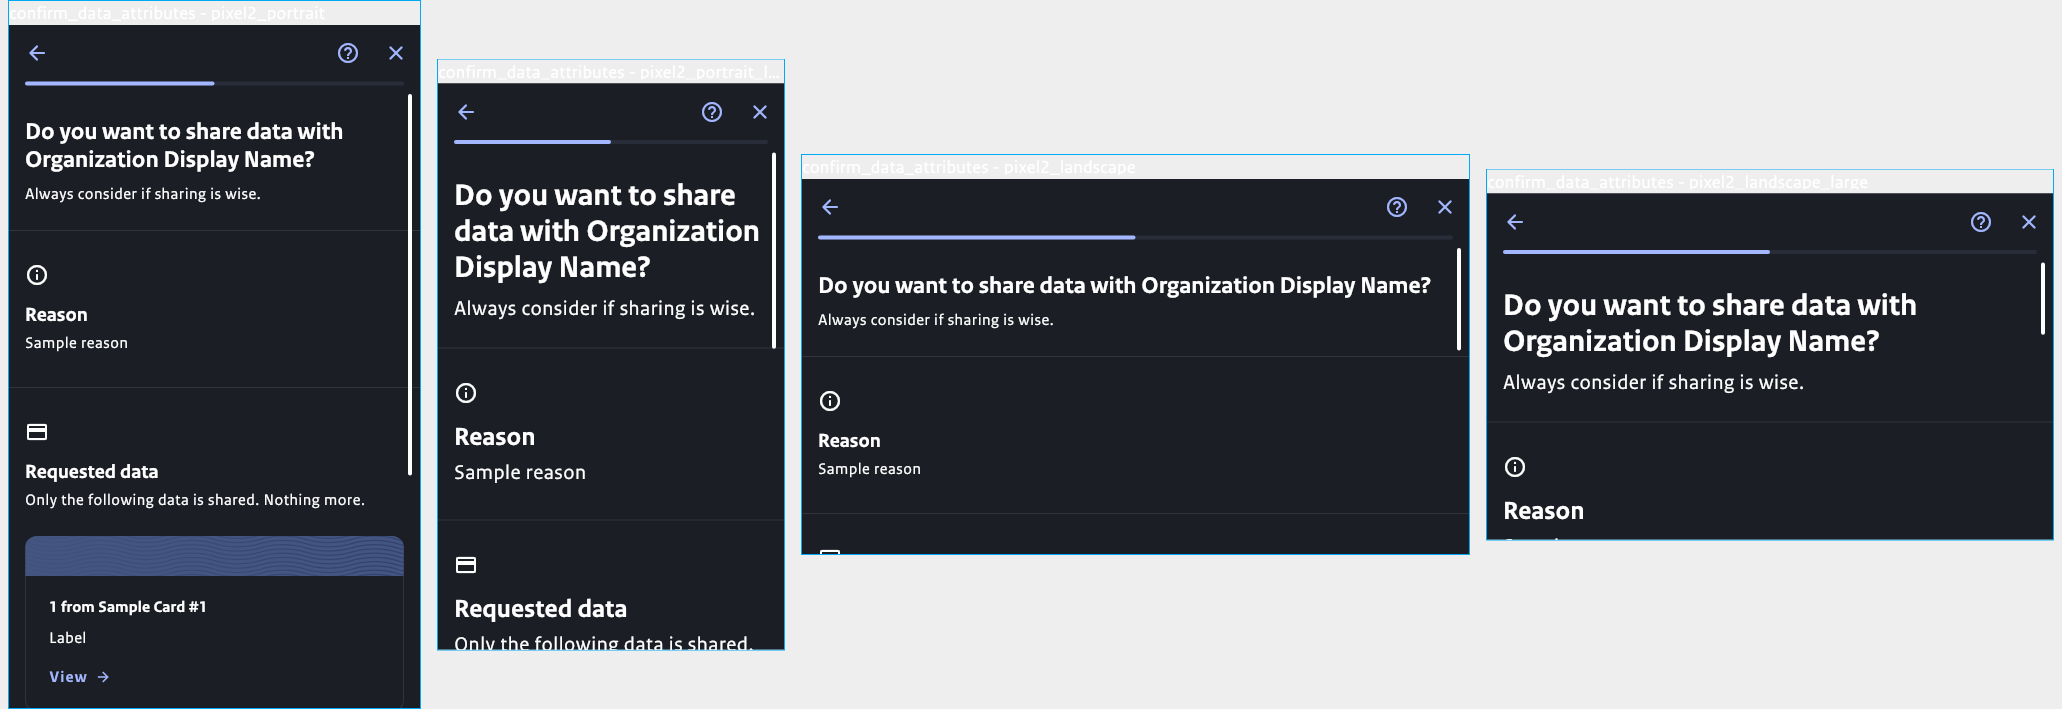 confirm_data_attributes - pixel2_portrait
Do you want to share data with
Organization Display Name?
Always consider if sharing is wise.
Reason
Sample reason
Requested data
Only the following data is shared. Nothing more.
1 from Sample Card #1
Label
View
confirm_data_attributes - pixel2_portrait_l...
Do you want to share
data with Organization
Display Name?
Always consider if sharing is wise.
Reason
Sample reason
Requested data
Only the following data is shared.
confirm_data_attributes - pixel2_landscape
Do you want to share data with Organization Display Name?
Always consider if sharing is wise.
Reason
Sample reason
confirm_data_attributes - pixel2_landscape_large
Do you want to share data with
Organization Display Name?
Always consider if sharing is wise.
Reason